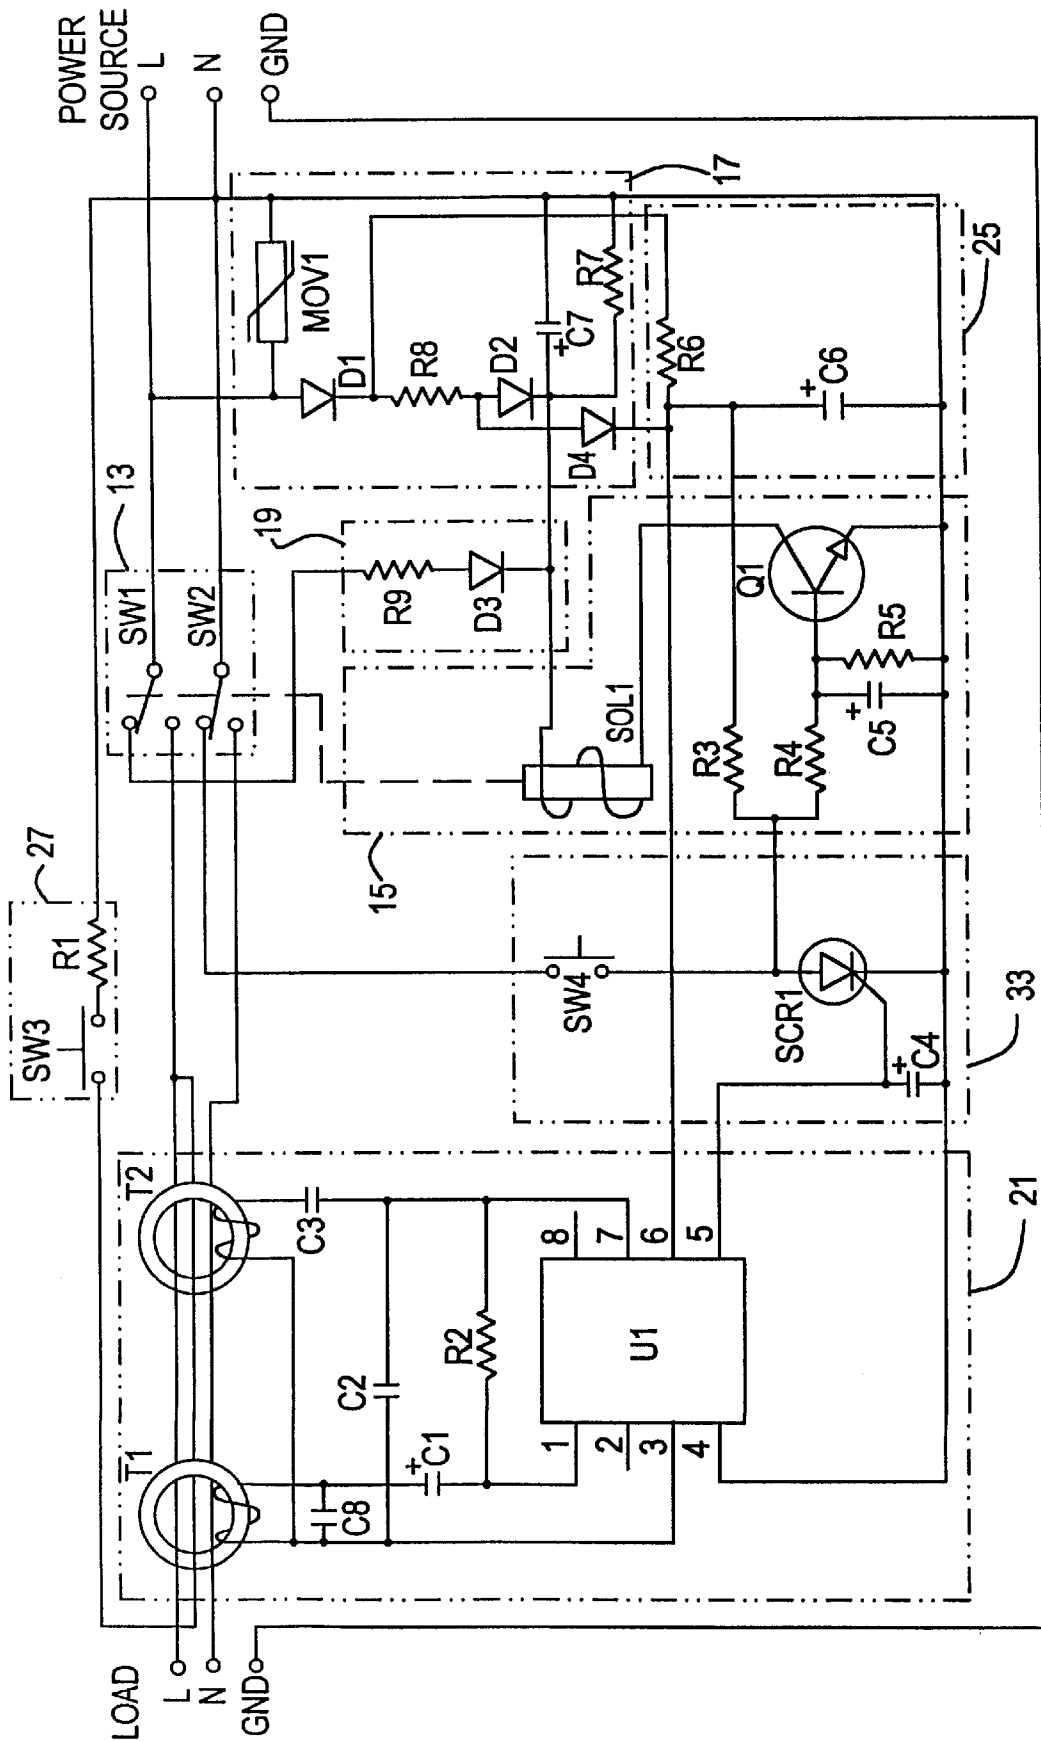 POWER
SOURCE
L
N
GND
17
MOV1
D1
R8
D2
+
C7
R7
D4
R6
25
+
C6
13
SW1
SW2
19
R9
D3
Q1
R5
+
C5
R3
R4
SOL1
15
27
SW3
R1
SW4
SCR1
+
C4
33
T2
C3
T1
C8
C2
+
C1
R2
U1
8
7
6
5
1
2
3
4
21
LOAD
L
N
GND